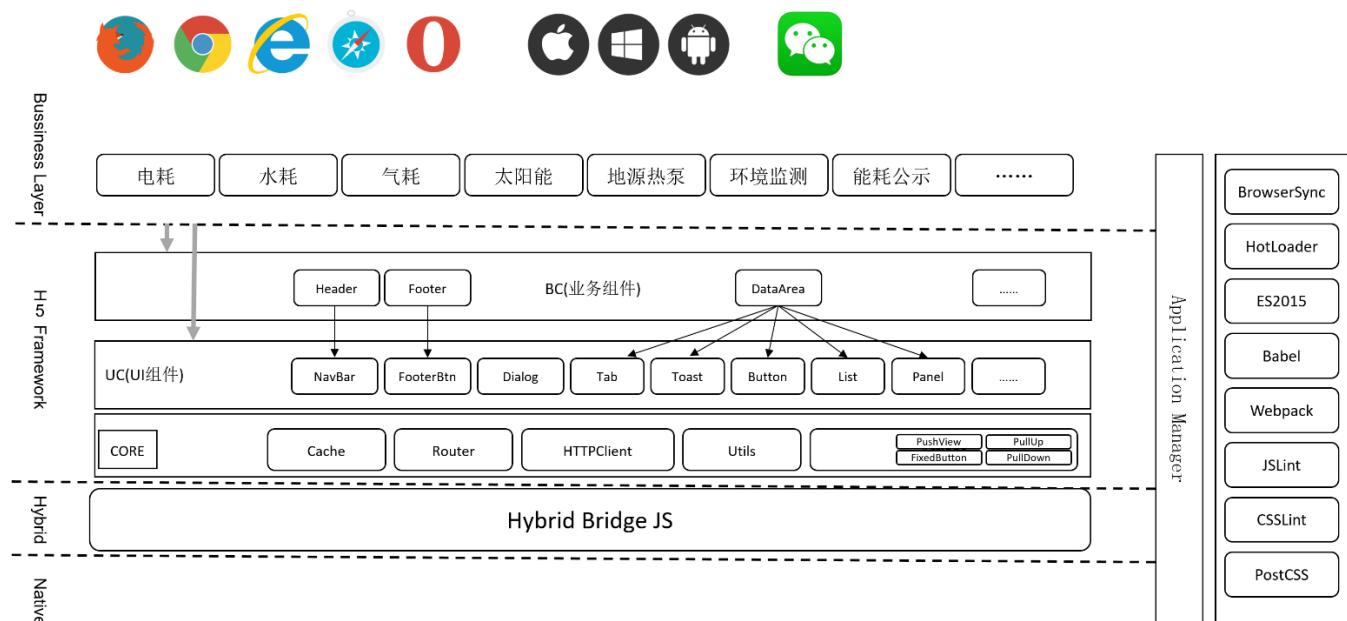 Bussiness Layer
电耗
水耗
气耗
太阳能
地源热泵
环境监测
能耗公示
……
H5 Framework
Header
Footer
BC(业务组件)
DataArea
……
UC(UI组件)
NavBar
FooterBtn
Dialog
Tab
Toast
Button
List
Panel
……
CORE
Cache
Router
HTTPClient
Utils
PushView
PullUp
FixedButton
PullDown
Hybrid
Hybrid Bridge JS
Native
Application Manager
BrowserSync
HotLoader
ES2015
Babel
Webpack
JSLint
CSSLint
PostCSS